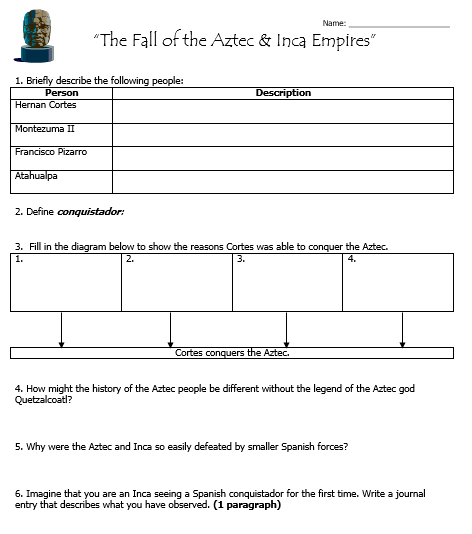 Name: ____________________
“The Fall of the Aztec & Inca Empires”
1. Briefly describe the following people:
Person Description
Hernan Cortes
Montezuma II
Francisco Pizarro
Atahualpa
2. Define conquistador:
3. Fill in the diagram below to show the reasons Cortes was able to conquer the Aztec.
1. 2. 3. 4.
Cortes conquers the Aztec.
4. How might the history of the Aztec people be different without the legend of the Aztec god
Quetzalcoatl?
5. Why were the Aztec and Inca so easily defeated by smaller Spanish forces?
6. Imagine that you are an Inca seeing a Spanish conquistador for the first time. Write a journal
entry that describes what you have observed. (1 paragraph)